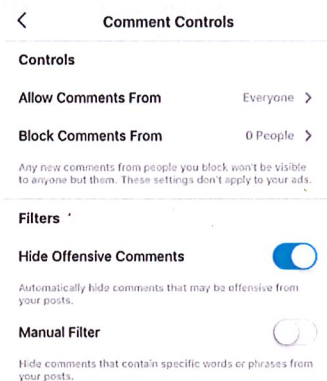 Comment Controls
Controls
Allow Comments From Everyone
Block Comments From 0 People
Any new comments from people you block won't be visible
to anyone but them. These settings don't apply to your ads.
Filters
Hide Offensive Comments
Automatically hide comments that may be offensive from
your posts.
Manual Filter
Hide comments that contain specific words or phrases from
your posts.